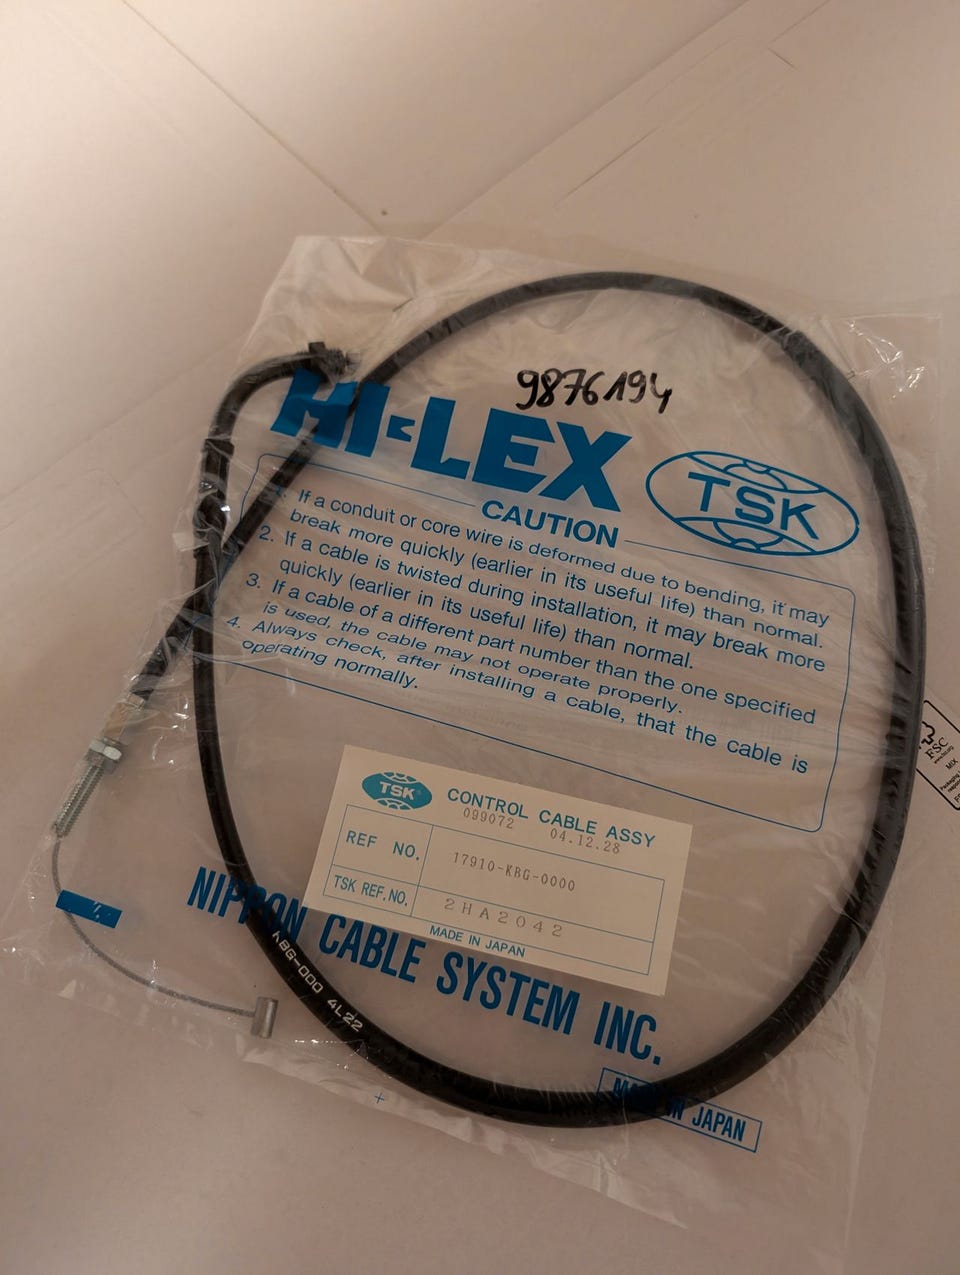 9876194
HI-LEX
TSK
CAUTION
1. If a conduit or core wire is deformed due to bending, it may
break more quickly (earlier in its useful life) than normal.
2. If a cable is twisted during installation, it may break more
quickly (earlier in its useful life) than normal.
3. If a cable of a different part number than the one specified
is used, the cable may not operate properly.
4. Always check, after installing a cable, that the cable is
operating normally.
FSC
MIX
TSK
CONTROL CABLE ASSY
099072 04.12.28
REF NO. 17910-KBG-0000
TSK REF.NO. 2HA2042
MADE IN JAPAN
NIPPON CABLE SYSTEM INC.
KBG-000 4L22
MADE IN JAPAN